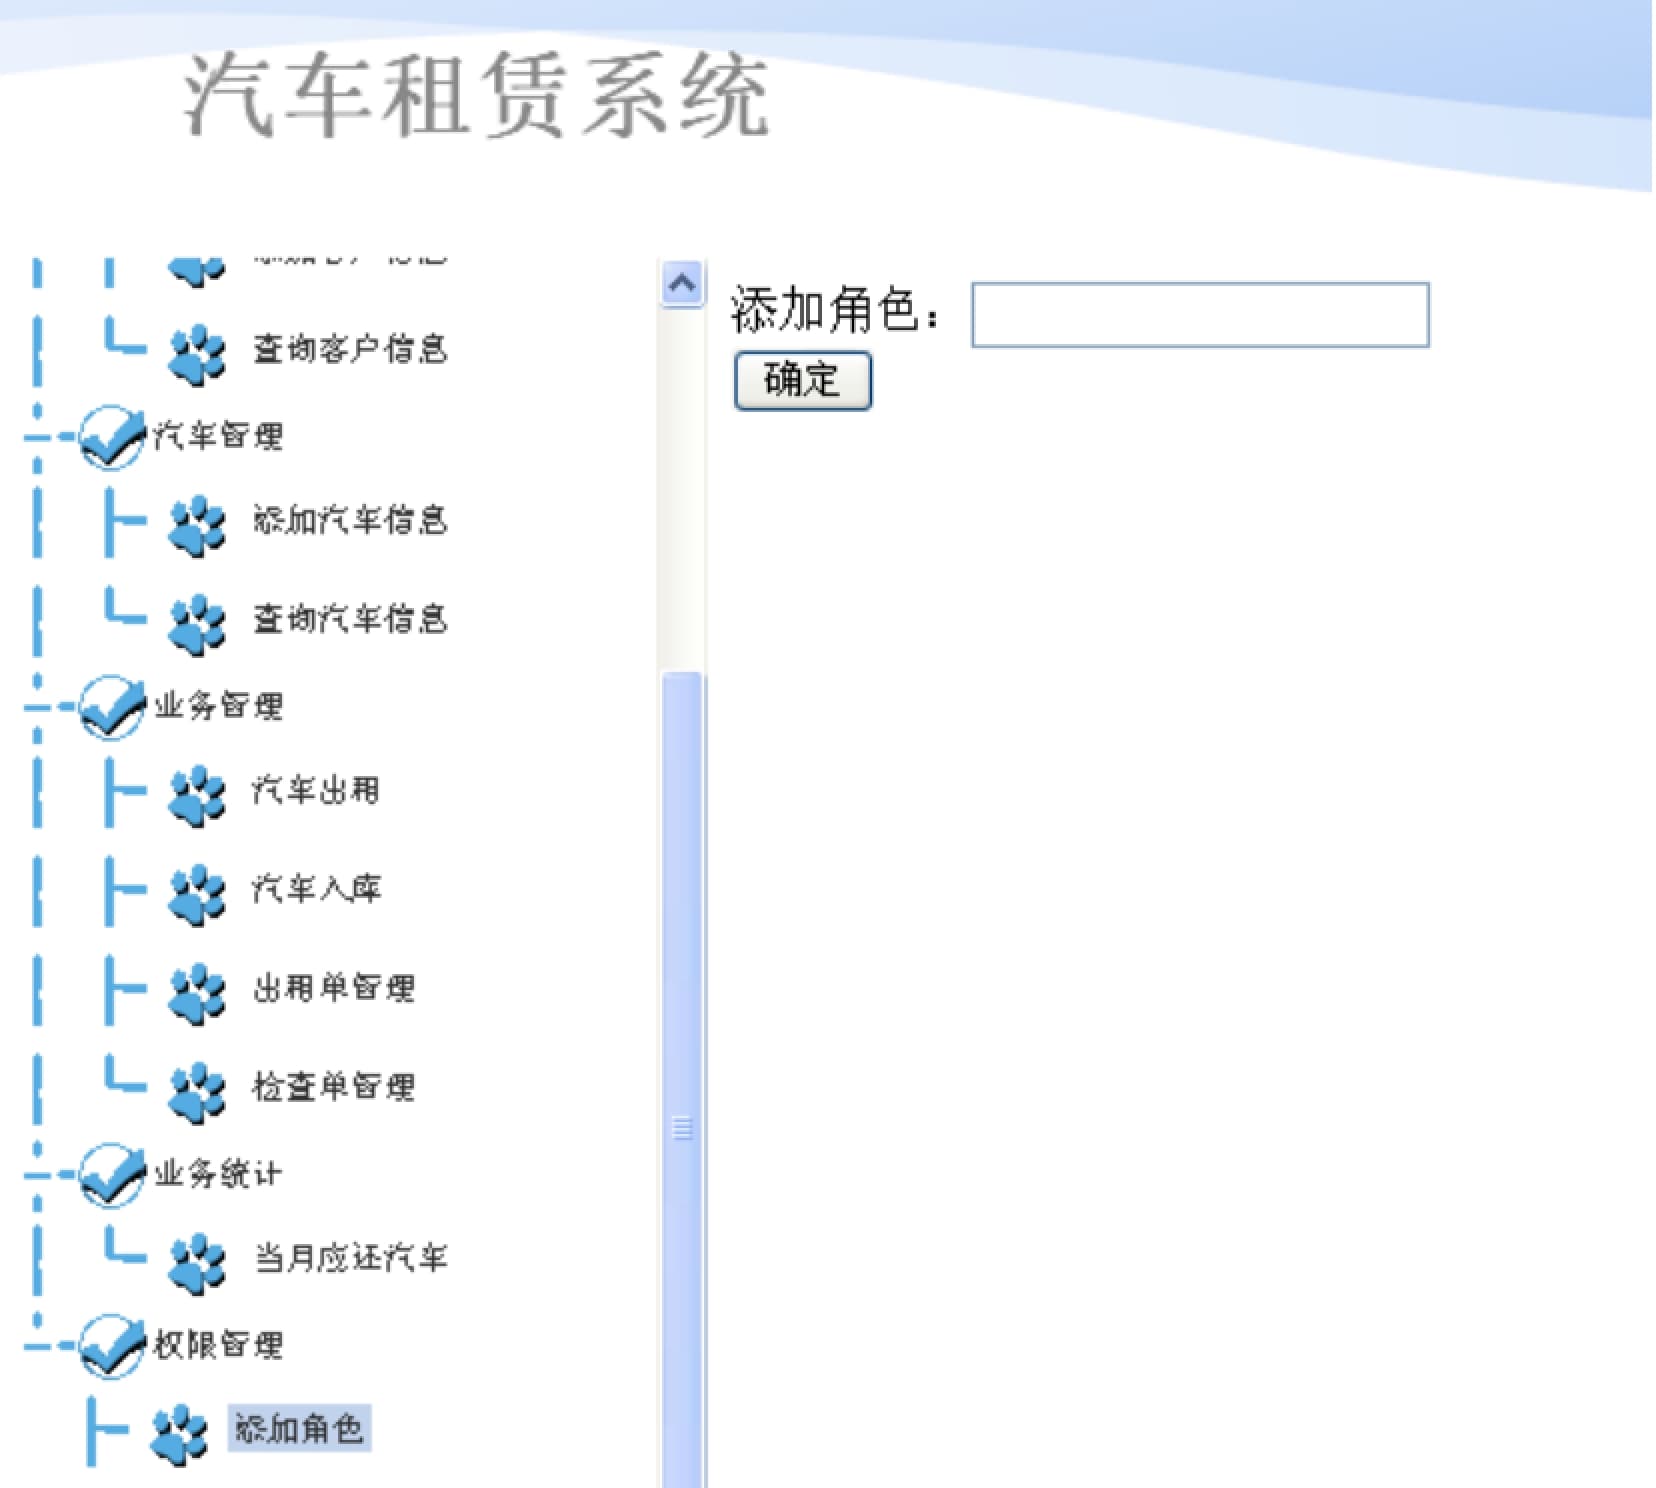 汽车租赁系统
查询客户信息
汽车管理
添加汽车信息
查询汽车信息
业务管理
汽车出租
汽车入库
出租单管理
检查单管理
业务统计
当月应还汽车
权限管理
添加角色
添加角色：
确定